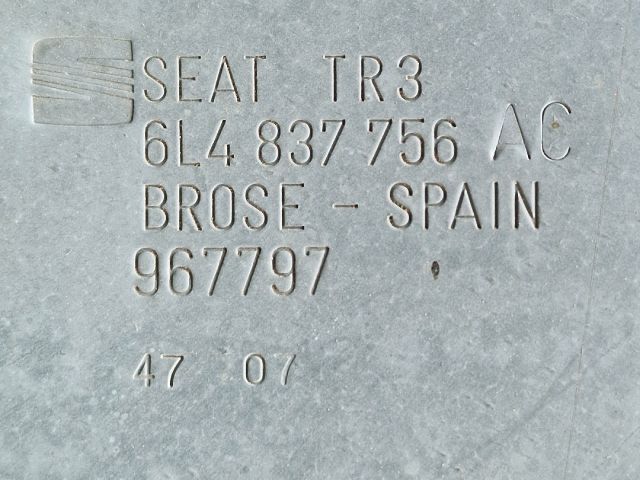 SEAT TR3
6L4 837 756 AC
BROSE - SPAIN
967797
47 07